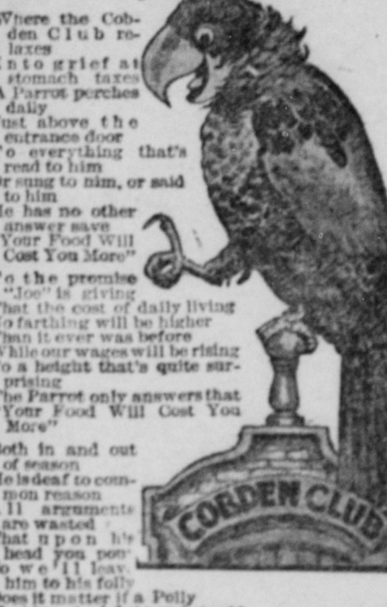 Where the Cob-
den Club re-
laxes
Into grief at
stomach taxes
A Parrot perches
daily
Just above the
entrance door
To everything that's
read to him
Or sung to him, or said
to him
He has no other
answer save
"Your Food Will
Cost You More"
To the promise
"Joe" is giving
That the cost of daily living
No farthing will be higher
Than it ever was before
While our wages will be rising
To a height that's quite sur-
prising
The Parrot only answers that
"Your Food Will Cost You
More"
Both in and out
of season
He is deaf to com-
mon reason
All arguments
are wasted
That upon his
head you pour
So we'll leave
him to his folly
Does it matter if a Polly
COBDEN CLUB